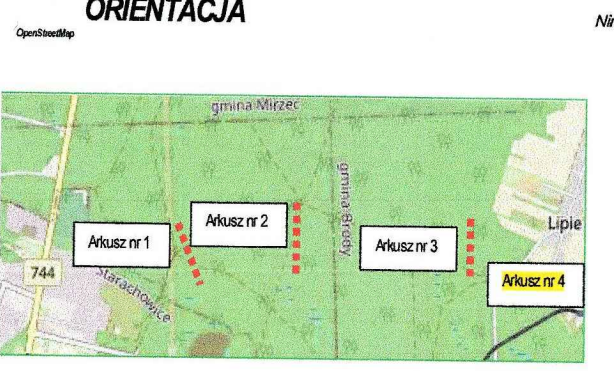 ORIENTACJA
OpenStreetMap
gmina Mirzec
gmina Brody
Arkusz nr 1
Arkusz nr 2
Arkusz nr 3
Arkusz nr 4
Lipie
744
Starachowice